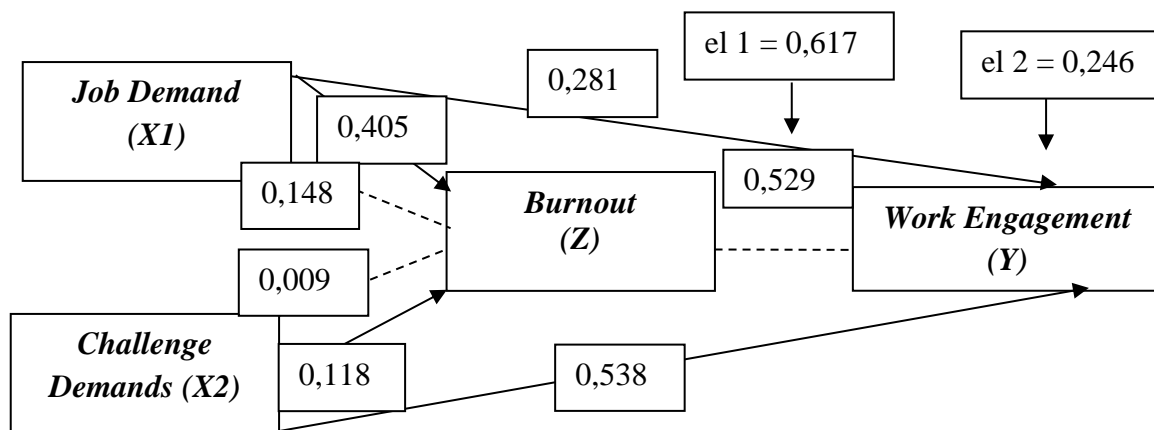 el 1 = 0,617
el 2 = 0,246
Job Demand
(X1)
0,281
0,405
0,148
0,529
Burnout
(Z)
Work Engagement
(Y)
0,009
Challenge
Demands (X2)
0,118
0,538